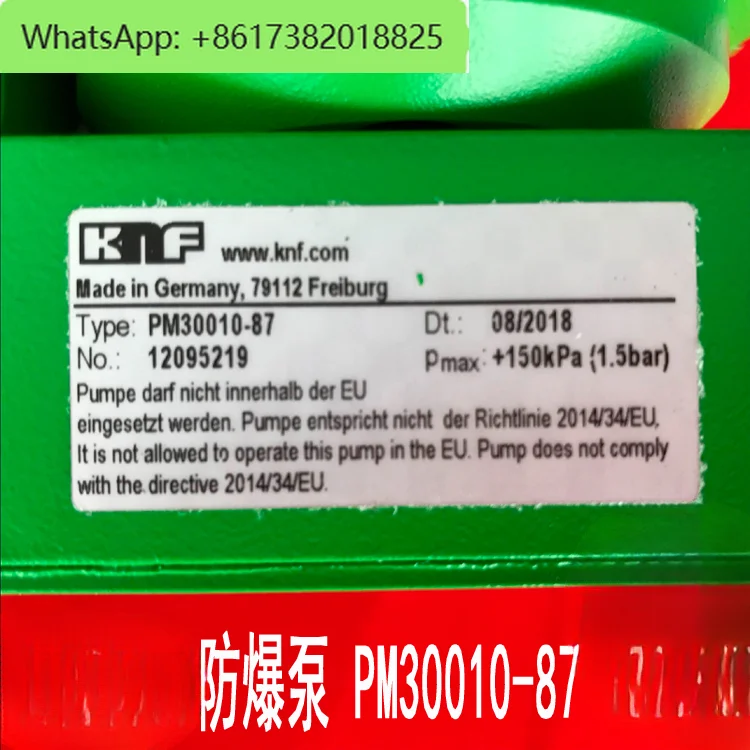 WhatsApp: +8617382018825
KNF www.knf.com
Made in Germany, 79112 Freiburg
Type: PM30010-87 Dt.: 08/2018
No.: 12095219 Pmax: +150kPa (1.5bar)
Pumpe darf nicht innerhalb der EU
eingesetzt werden. Pumpe entspricht nicht der Richtlinie 2014/34/EU.
It is not allowed to operate this pump in the EU. Pump does not comply
with the directive 2014/34/EU.
防爆泵 PM30010-87